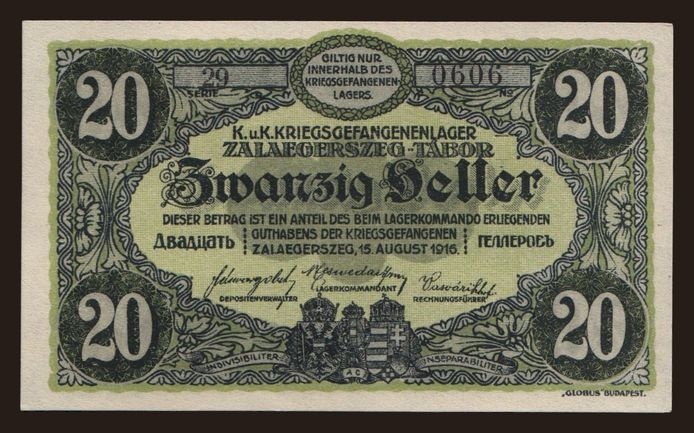 20
20
29
SERIE
GILTIG NUR
INNERHALB DES
KRIEGSGEFANGENEN-
LAGERS.
0606
No
K.u.K.KRIEGSGEFANGENENLAGER
ZALAEGERSZEG-TÁBOR
Zwanzig Heller
DIESER BETRAG IST EIN ANTEIL DES BEIM LAGERKOMMANDO ERLIEGENDEN
GUTHABENS DER KRIEGSGEFANGENEN
Двадцать
ГЕЛЛЕРОВЪ
ZALAEGERSZEG, 15. AUGUST 1916.
DEPOSITENVERWALTER
LAGERKOMMANDANT
RECHNUNGSFÜHRER
20
20
INDIVISIBILITER
AC
INSEPARABILITER
„GLOBUS" BUDAPEST.